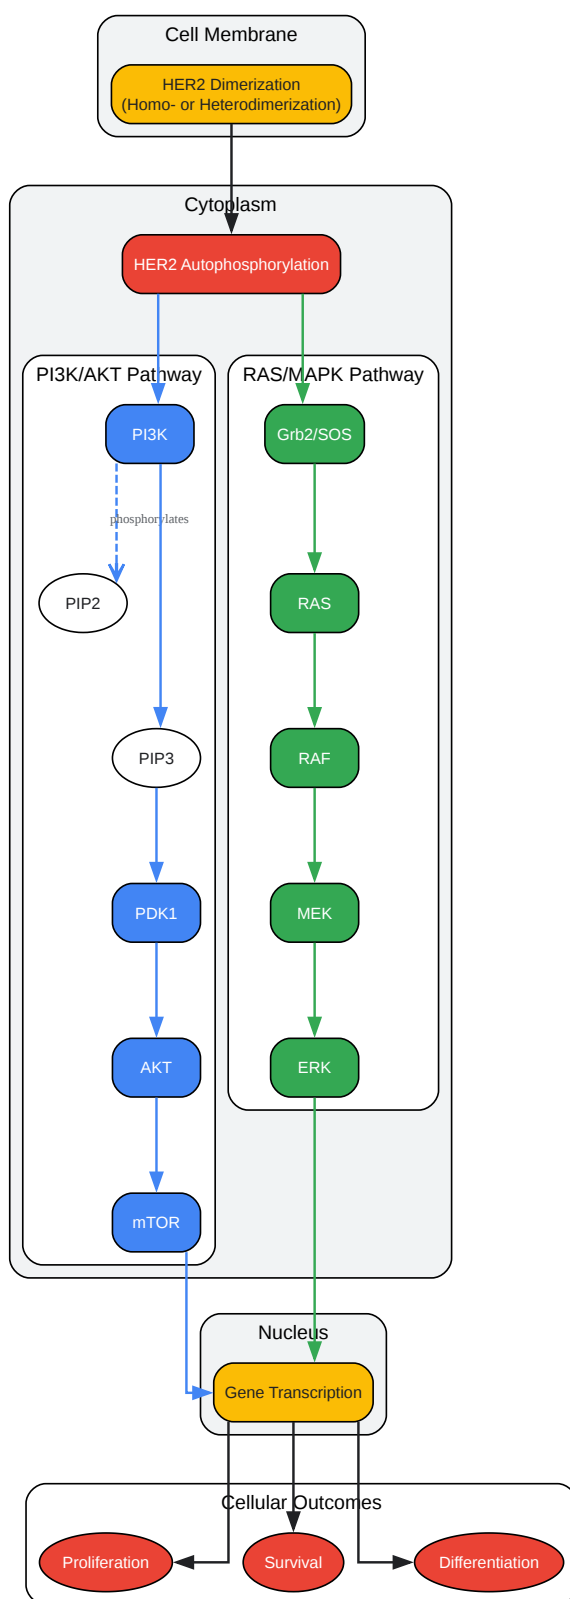 Cell Membrane
HER2 Dimerization
(Homo- or Heterodimerization)
Cytoplasm
HER2 Autophosphorylation
PI3K/AKT Pathway
RAS/MAPK Pathway
PI3K
Grb2/SOS
phosphorylates
PIP2
RAS
PIP3
RAF
PDK1
MEK
AKT
ERK
mTOR
Nucleus
Gene Transcription
Cellular Outcomes
Proliferation
Survival
Differentiation